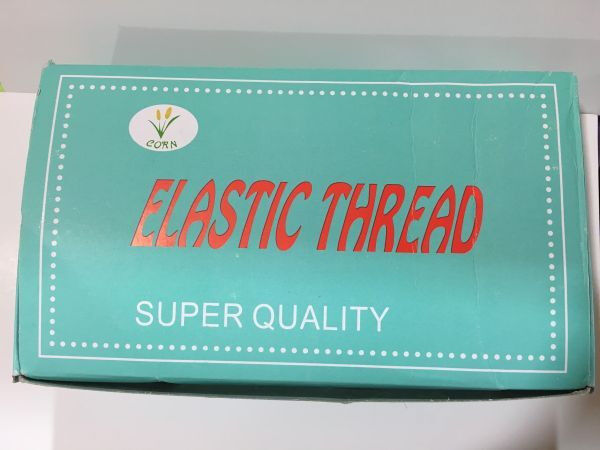 CORN
ELASTIC THREAD
SUPER QUALITY